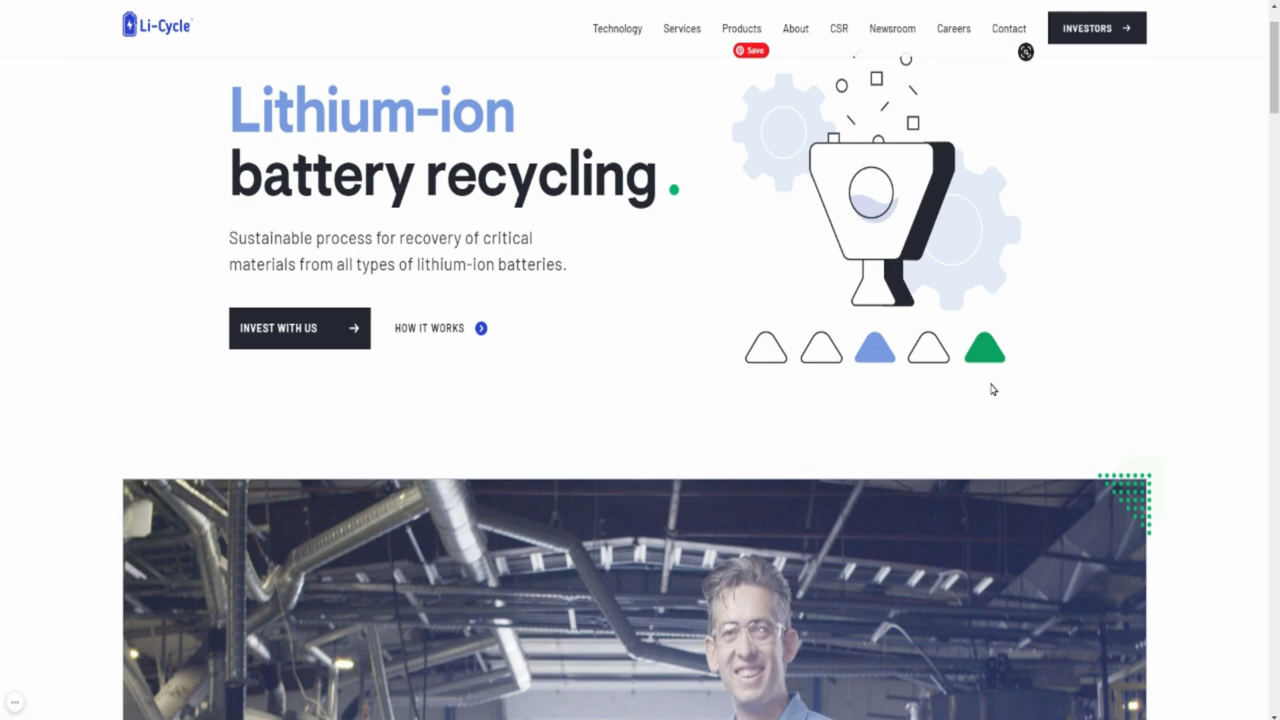 Li-Cycle
Technology Services Products About CSR Newsroom Careers Contact INVESTORS
Save
Lithium-ion
battery recycling.
Sustainable process for recovery of critical
materials from all types of lithium-ion batteries.
INVEST WITH US HOW IT WORKS